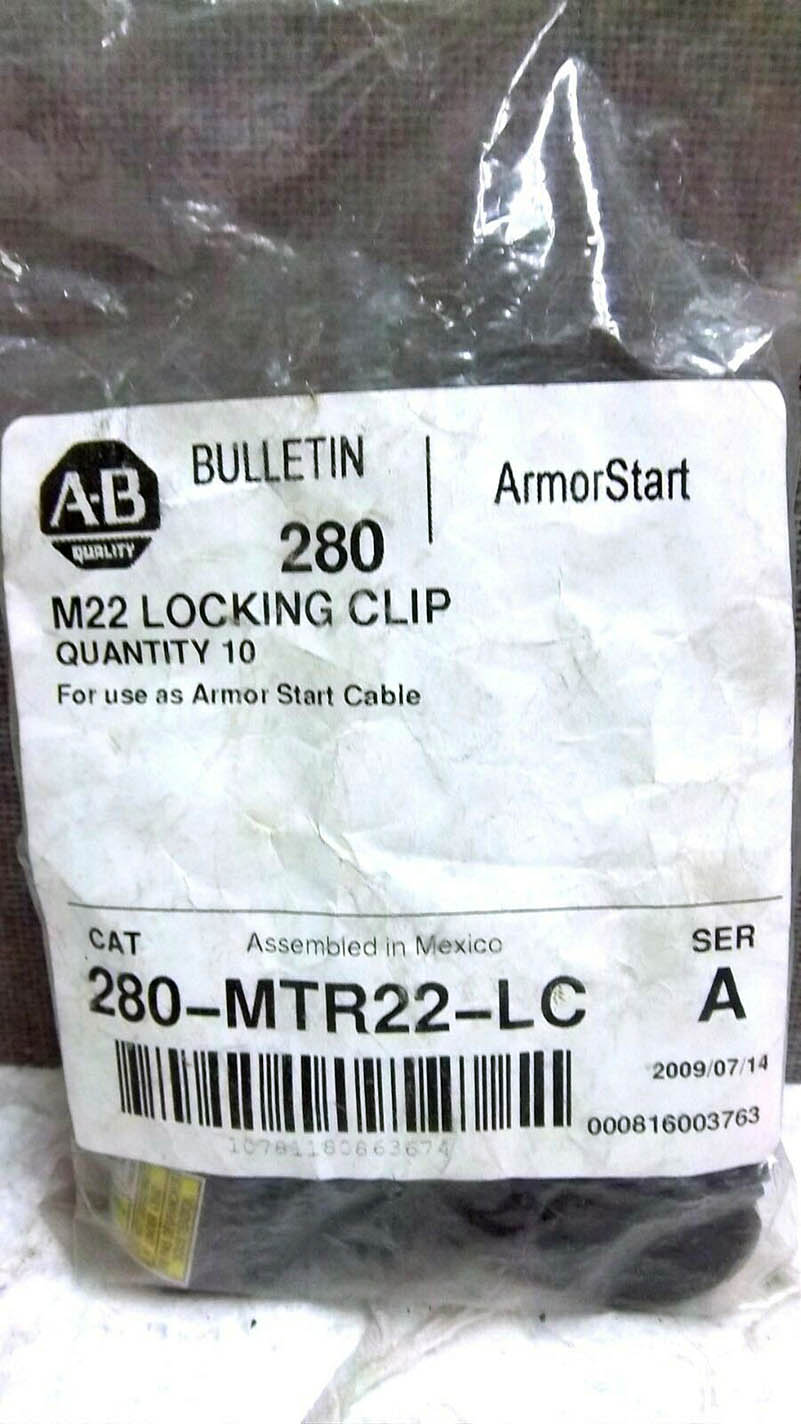 A-B
QUALITY
BULLETIN
280
ArmorStart
M22 LOCKING CLIP
QUANTITY 10
For use as Armor Start Cable
CAT
Assembled in Mexico
SER
280-MTR22-LC
A
2009/07/14
000816003763
10781180863674